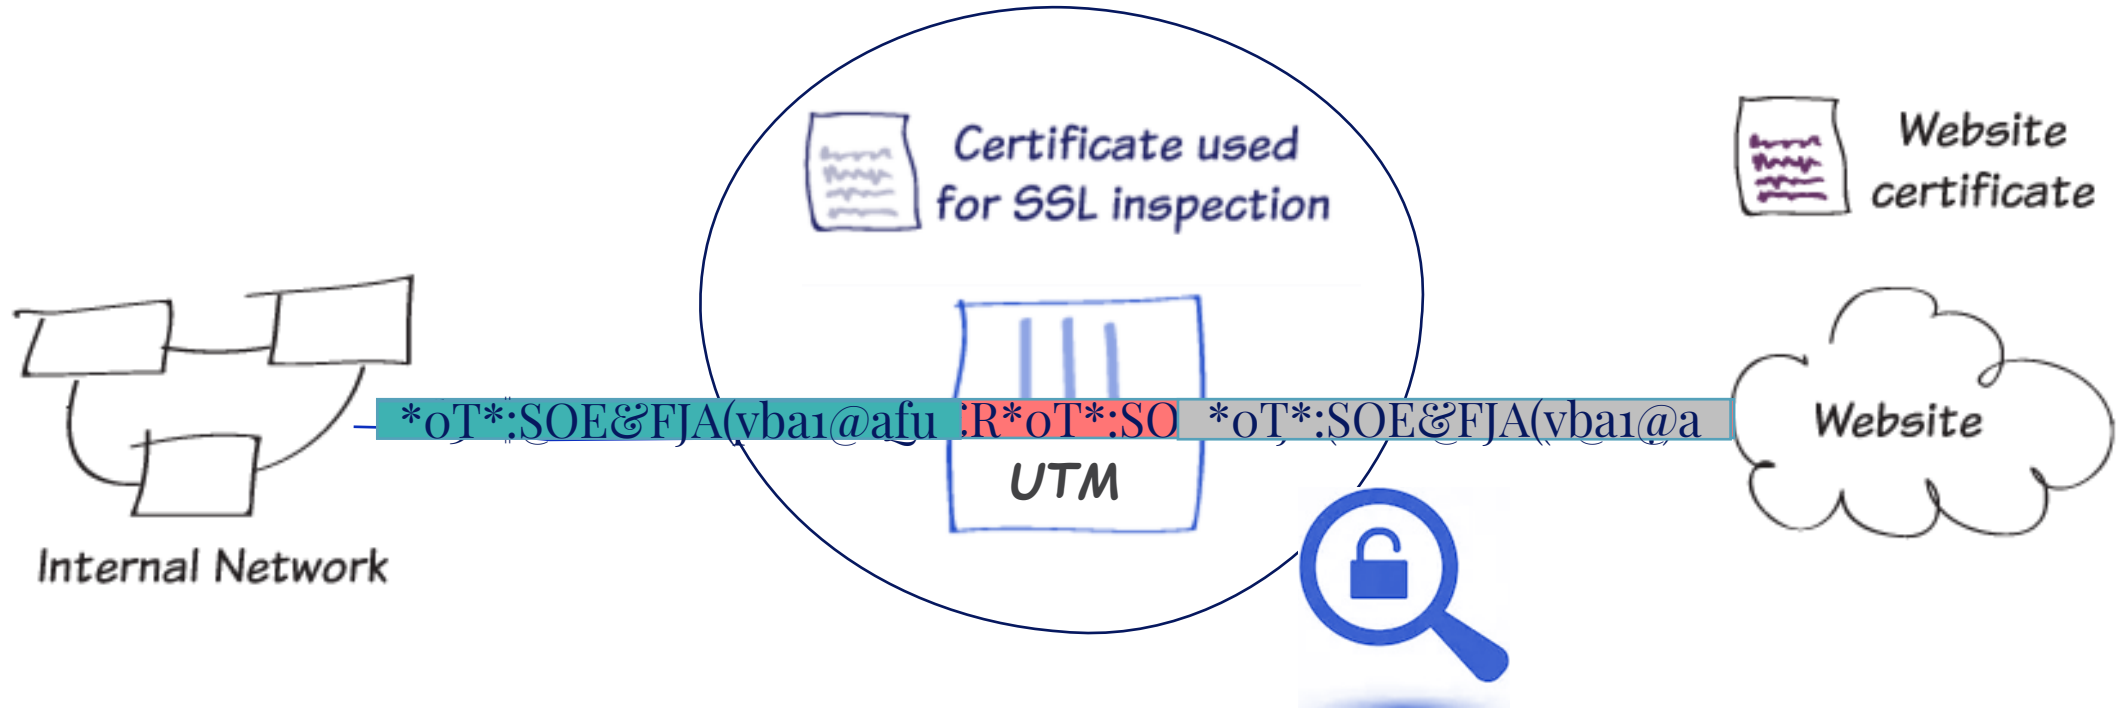 Certificate used
for SSL inspection
Website
certificate
*oT*:SOE&FJA(vba1@afu
:R*oT*:SO
*oT*:SOE&FJA(vba1@a
Website
UTM
Internal Network